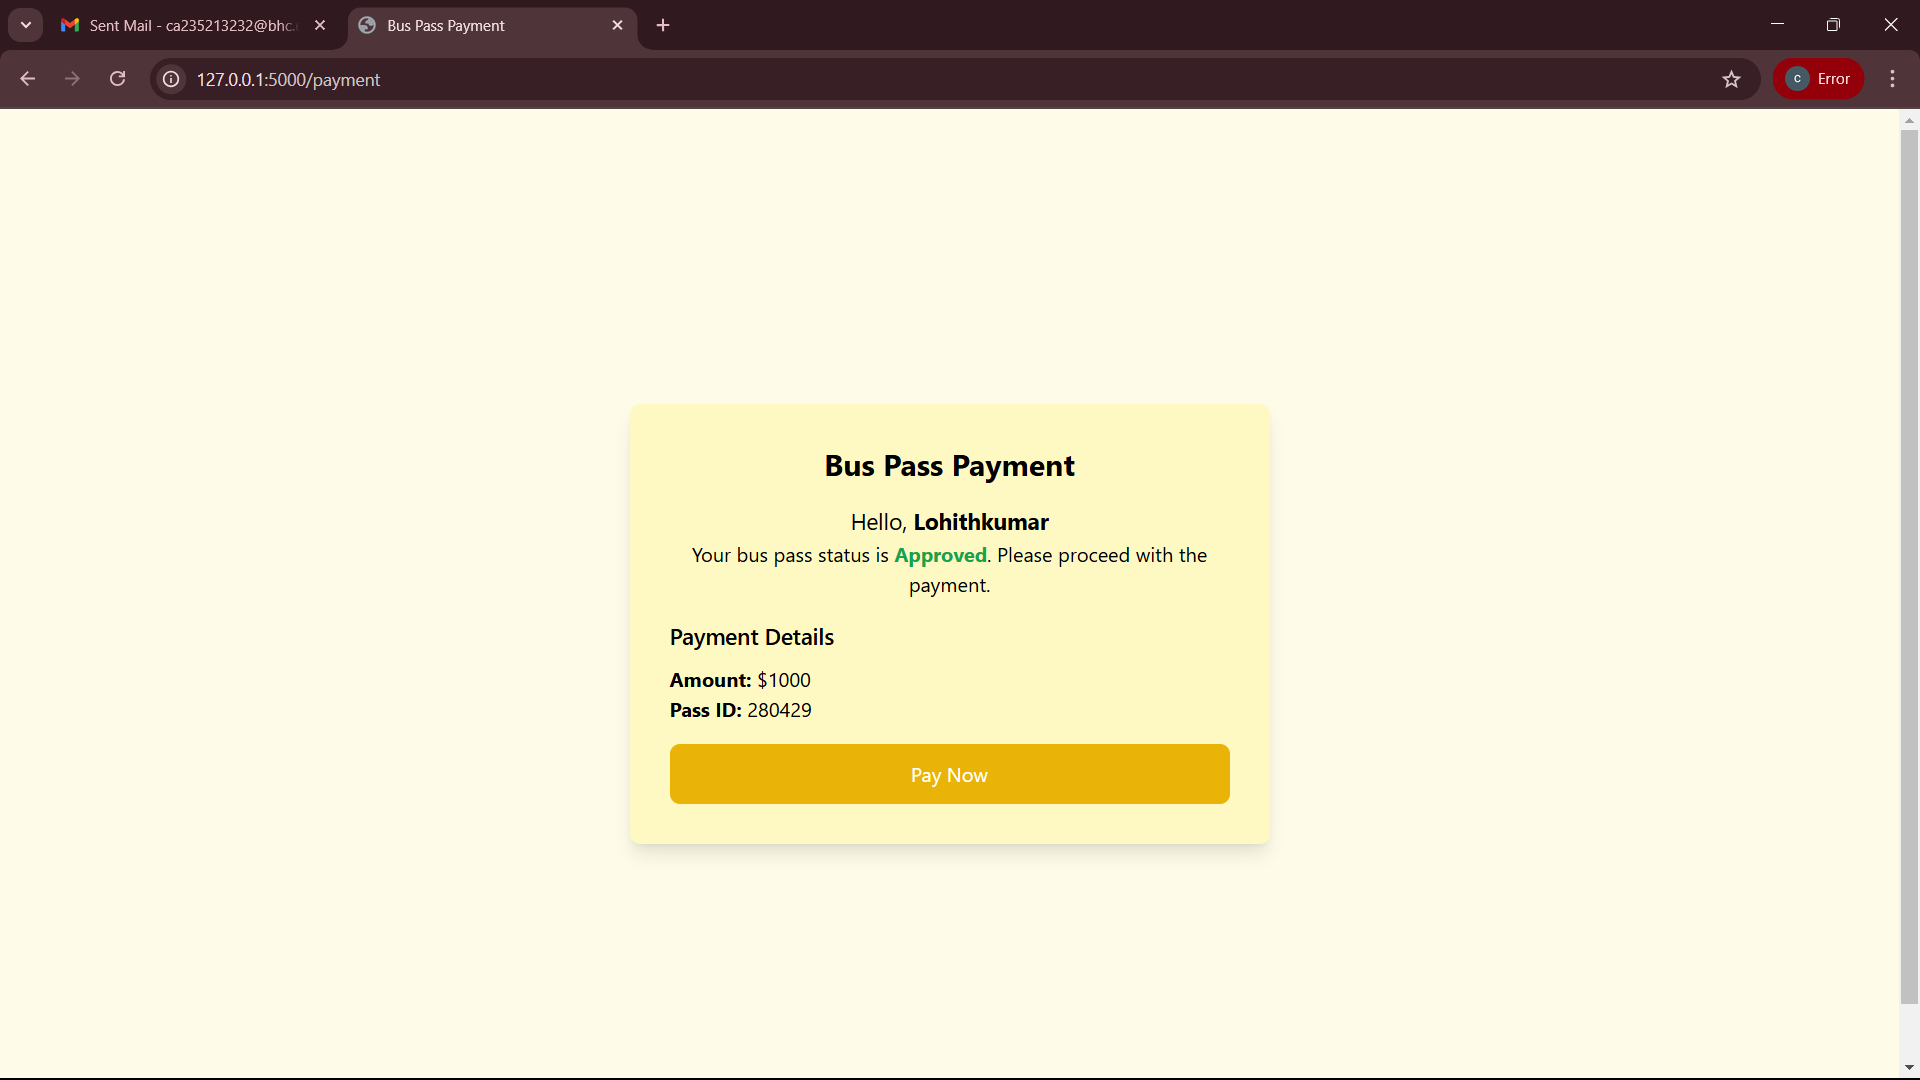 Sent Mail - ca235213232@bhc.
Bus Pass Payment
127.0.0.1:5000/payment
C
Error
Bus Pass Payment
Hello, Lohithkumar
Your bus pass status is Approved. Please proceed with the
payment.
Payment Details
Amount: $1000
Pass ID: 280429
Pay Now